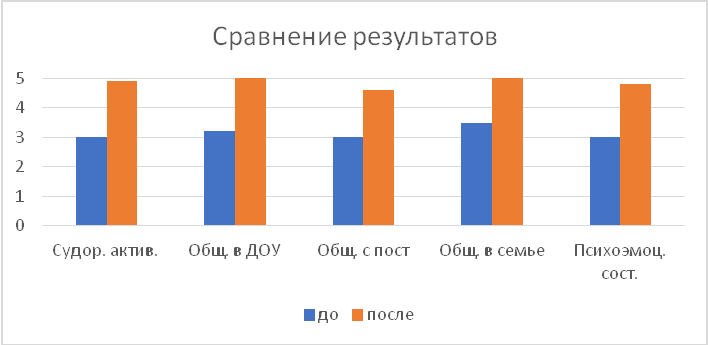 Сравнение результатов
5
4
3
2
1
0
Судор. актив.
Общ. в ДОУ
Общ. с пост
Общ. в семье
Психоэмоц.
сост.
до
после